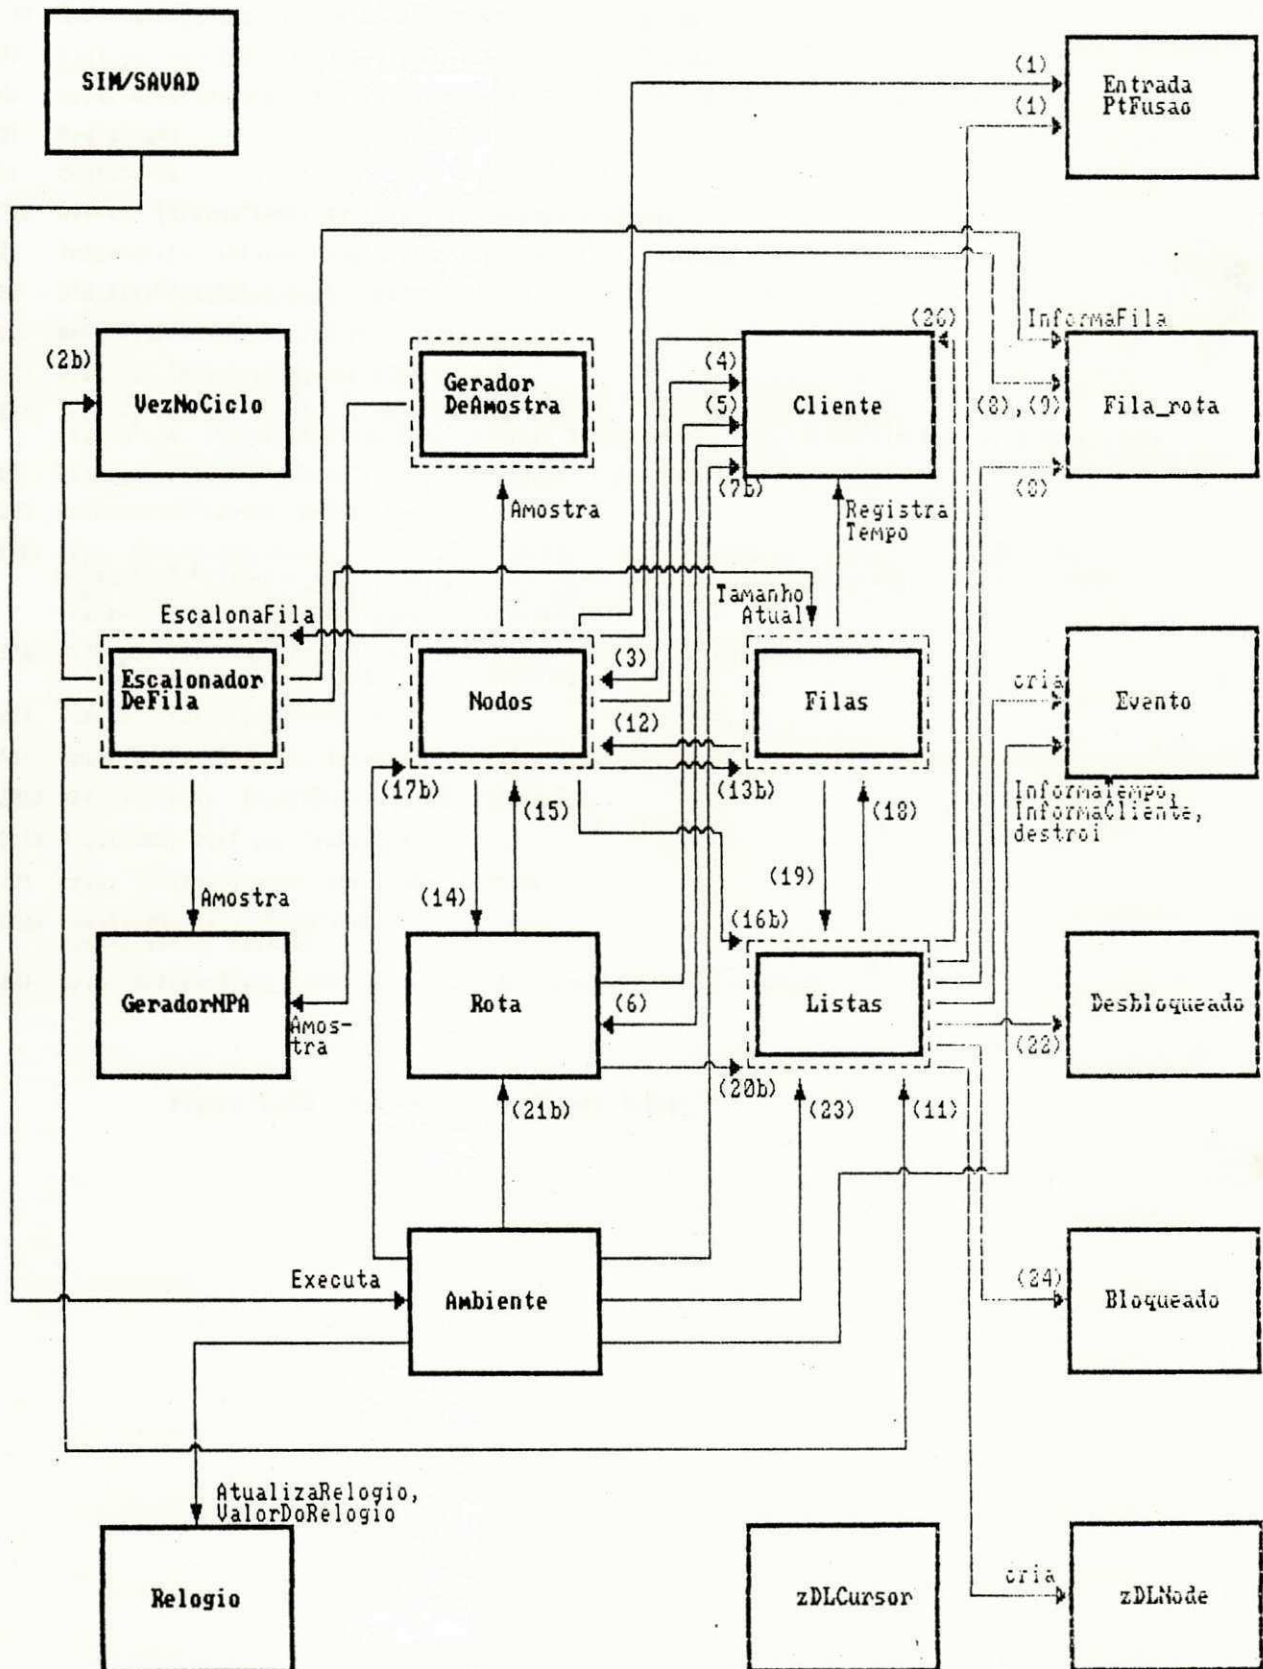 SIM/SAVAD
(1)
Entrada
PtFusao
(1)
(2b)
VezNoCiclo
Gerador
DeAmostra
(26)
InformaFila
(4)
(5)
Cliente
(8),(9)
Fila_rota
(7b)
(8)
Amostra
Registra
Tempo
EscalonaFila
Tamanho
Atual
Escalonador
DeFila
Nodos
(3)
Filas
cria
Evento
(12)
(17b)
(13b)
(15)
(18)
InformaTempo,
InformaCliente,
destroi
Amostra
(14)
(19)
(16b)
GeradorNPA
Amos-
tra
Rota
(6)
Listas
Desbloqueado
(22)
(20b)
(21b)
(23)
(11)
Executa
Ambiente
(24)
Bloqueado
AtualizaRelogio,
ValorDoRelogio
Relogio
zDLCursor
cria
zDLNode